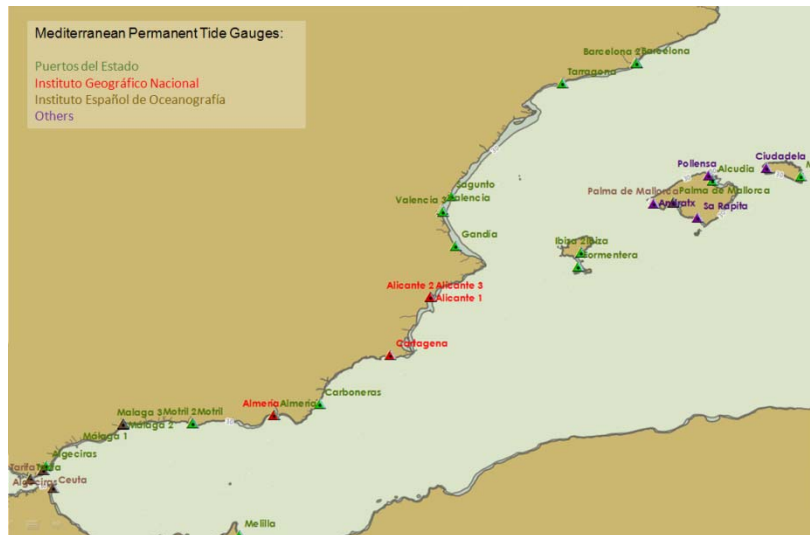 Mediterranean Permanent Tide Gauges:
Puertos del Estado
Instituto Geográfico Nacional
Instituto Español de Oceanografía
Others
Barcelona 2 Barcelona
Tarragona
Ciudadela
Pollensa
Alcudia
Sagunto
Valencia 3 Valencia
Palma de Mallorca
Palma de Mallorca
Andratx
Sa Rapita
Gandia
Ibiza 2 Ibiza
Formentera
Alicante 2 Alicante 3
Alicante 1
Cartagena
Carboneras
Almeria Almeria
Malaga 3 Motril 2 Motril
Malaga 2
Málaga 1
Algeciras
Tarifa Tarifa
Algeciras Ceuta
Melilla